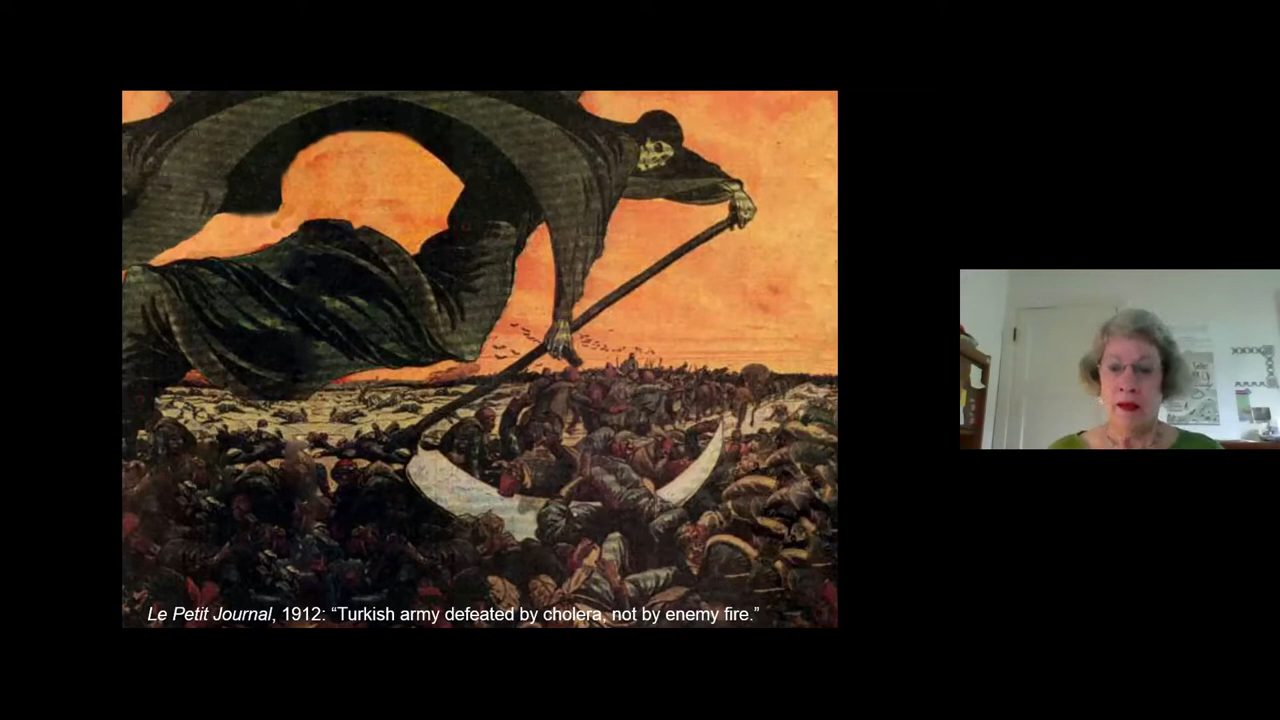 Le Petit Journal, 1912: “Turkish army defeated by cholera, not by enemy fire.”